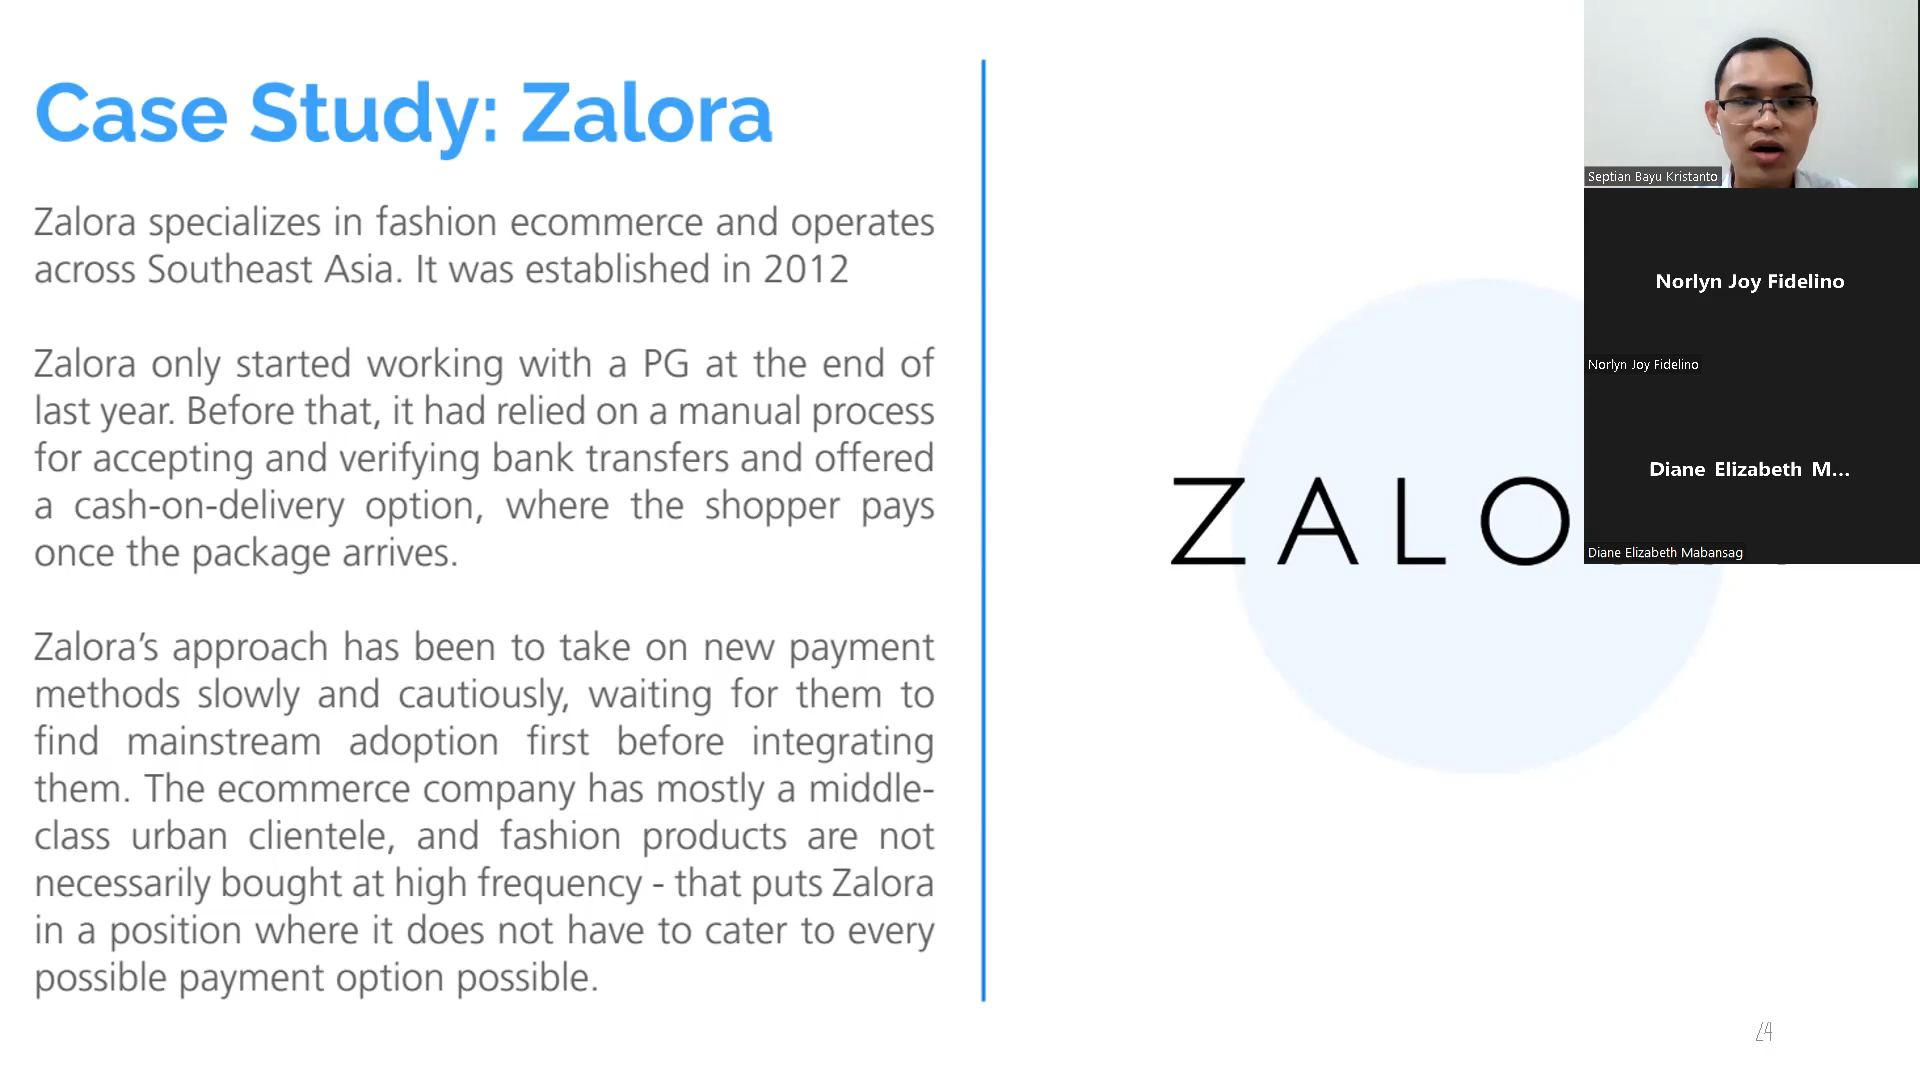 Case Study: Zalora
Zalora specializes in fashion ecommerce and operates
across Southeast Asia. It was established in 2012
Zalora only started working with a PG at the end of
last year. Before that, it had relied on a manual process
for accepting and verifying bank transfers and offered
a cash-on-delivery option, where the shopper pays
once the package arrives.
Zalora’s approach has been to take on new payment
methods slowly and cautiously, waiting for them to
find mainstream adoption first before integrating
them. The ecommerce company has mostly a middle-
class urban clientele, and fashion products are not
necessarily bought at high frequency - that puts Zalora
in a position where it does not have to cater to every
possible payment option possible.
ZALO
Septian Bayu Kristanto
Norlyn Joy Fidelino
Norlyn Joy Fidelino
Diane Elizabeth M...
Diane Elizabeth Mabansag